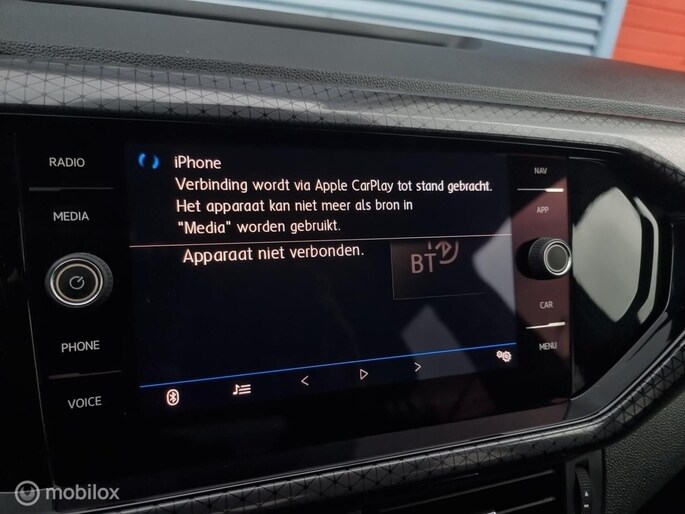 RADIO
MEDIA
PHONE
VOICE
iPhone
Verbinding wordt via Apple CarPlay tot stand gebracht.
Het apparaat kan niet meer als bron in
"Media" worden gebruikt.
Apparaat niet verbonden.
BT
NAV
APP
CAR
MENU
mobilox